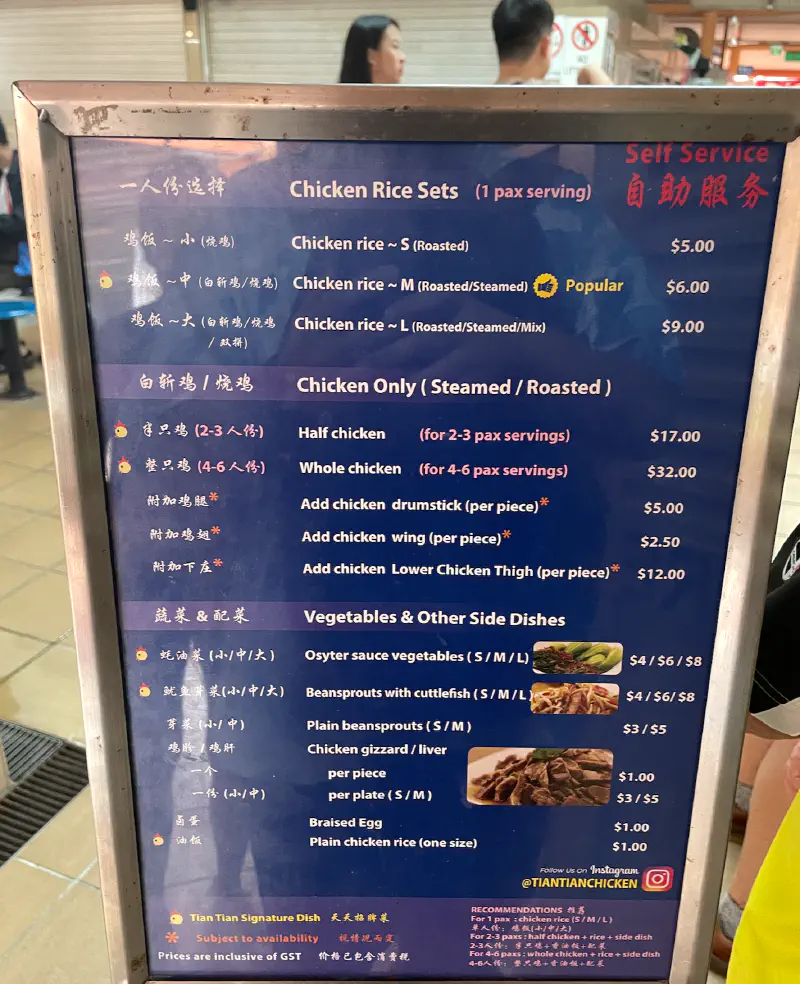 Self Service
自助服务
一人份选择 Chicken Rice Sets (1 pax serving)
鸡饭 ~ 小 (烧鸡) Chicken rice ~ S (Roasted) $5.00
鸡饭 ~ 中 (白斩鸡/烧鸡) Chicken rice ~ M (Roasted/Steamed) Popular $6.00
鸡饭 ~ 大 (白斩鸡/烧鸡 Chicken rice ~ L (Roasted/Steamed/Mix) $9.00
/ 双拼)
白斩鸡 / 烧鸡 Chicken Only ( Steamed / Roasted )
半只鸡 (2-3 人份) Half chicken (for 2-3 pax servings) $17.00
整只鸡 (4-6 人份) Whole chicken (for 4-6 pax servings) $32.00
附加鸡腿* Add chicken drumstick (per piece)* $5.00
附加鸡翅* Add chicken wing (per piece)* $2.50
附加下庄* Add chicken Lower Chicken Thigh (per piece)* $12.00
蔬菜 & 配菜 Vegetables & Other Side Dishes
蚝油菜 (小/中/大) Osyter sauce vegetables ( S / M / L ) $4 / $6 / $8
鱿鱼芽菜(小/中/大) Beansprouts with cuttlefish ( S / M / L ) $4 / $6/ $8
芽菜 (小/ 中) Plain beansprouts ( S / M ) $3 / $5
鸡胗 / 鸡肝 Chicken gizzard / liver
一个 per piece $1.00
一份 (小/中) per plate ( S / M ) $3 / $5
卤蛋 Braised Egg $1.00
油饭 Plain chicken rice (one size) $1.00
Follow Us On Instagram
@TIANTIANCHICKEN
Tian Tian Signature Dish 天天招牌菜
* Subject to availability 视情况而定
Prices are inclusive of GST 价格已包含消费税
RECOMMENDATIONS 推荐
For 1 pax : chicken rice ( S / M / L )
单人份: 鸡饭(小/中/大)
For 2-3 paxs : half chicken + rice + side dish
2-3人份: 半只鸡+香油饭+配菜
For 4-6 paxs : whole chicken + rice + side dish
4-6人份: 整只鸡+香油饭+配菜